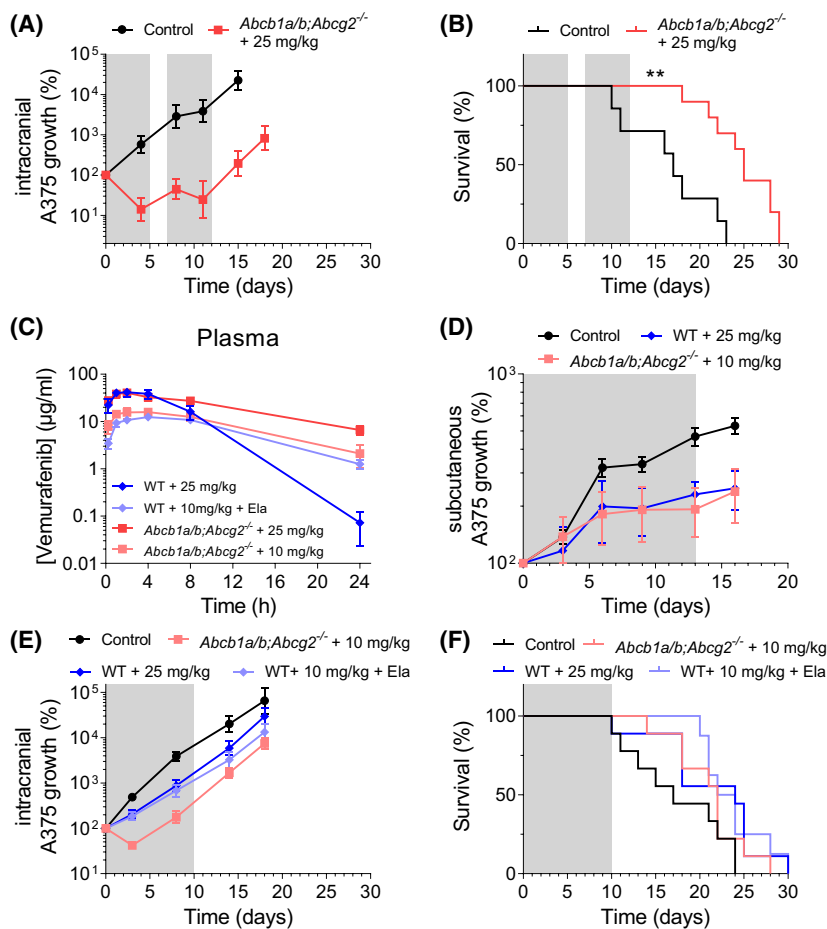 (A)
Control
Abcb1a/b;Abcg2-/-
+ 25 mg/kg
10^5
10^4
10^3
10^2
10^1
intracranial
A375 growth (%)
0 5 10 15 20 25 30
Time (days)
(B)
Control
Abcb1a/b;Abcg2-/-
+ 25 mg/kg
**
100
50
0
Survival (%)
0 5 10 15 20 25 30
Time (days)
(C)
Plasma
100
10
1
0.1
0.01
[Vemurafenib] (µg/ml)
WT + 25 mg/kg
WT + 10mg/kg + Ela
Abcb1a/b;Abcg2-/- + 25 mg/kg
Abcb1a/b;Abcg2-/- + 10 mg/kg
0 4 8 12 16 20 24
Time (h)
(D)
Control WT + 25 mg/kg
Abcb1a/b;Abcg2-/- + 10 mg/kg
10^3
10^2
subcutaneous
A375 growth (%)
0 5 10 15 20
Time (days)
(E)
Control Abcb1a/b;Abcg2-/- + 10 mg/kg
WT + 25 mg/kg WT+ 10 mg/kg + Ela
10^5
10^4
10^3
10^2
10^1
intracranial
A375 growth (%)
0 5 10 15 20 25 30
Time (days)
(F)
Control Abcb1a/b;Abcg2-/- + 10 mg/kg
WT + 25 mg/kg WT+ 10 mg/kg + Ela
100
50
0
Survival (%)
0 5 10 15 20 25 30
Time (days)